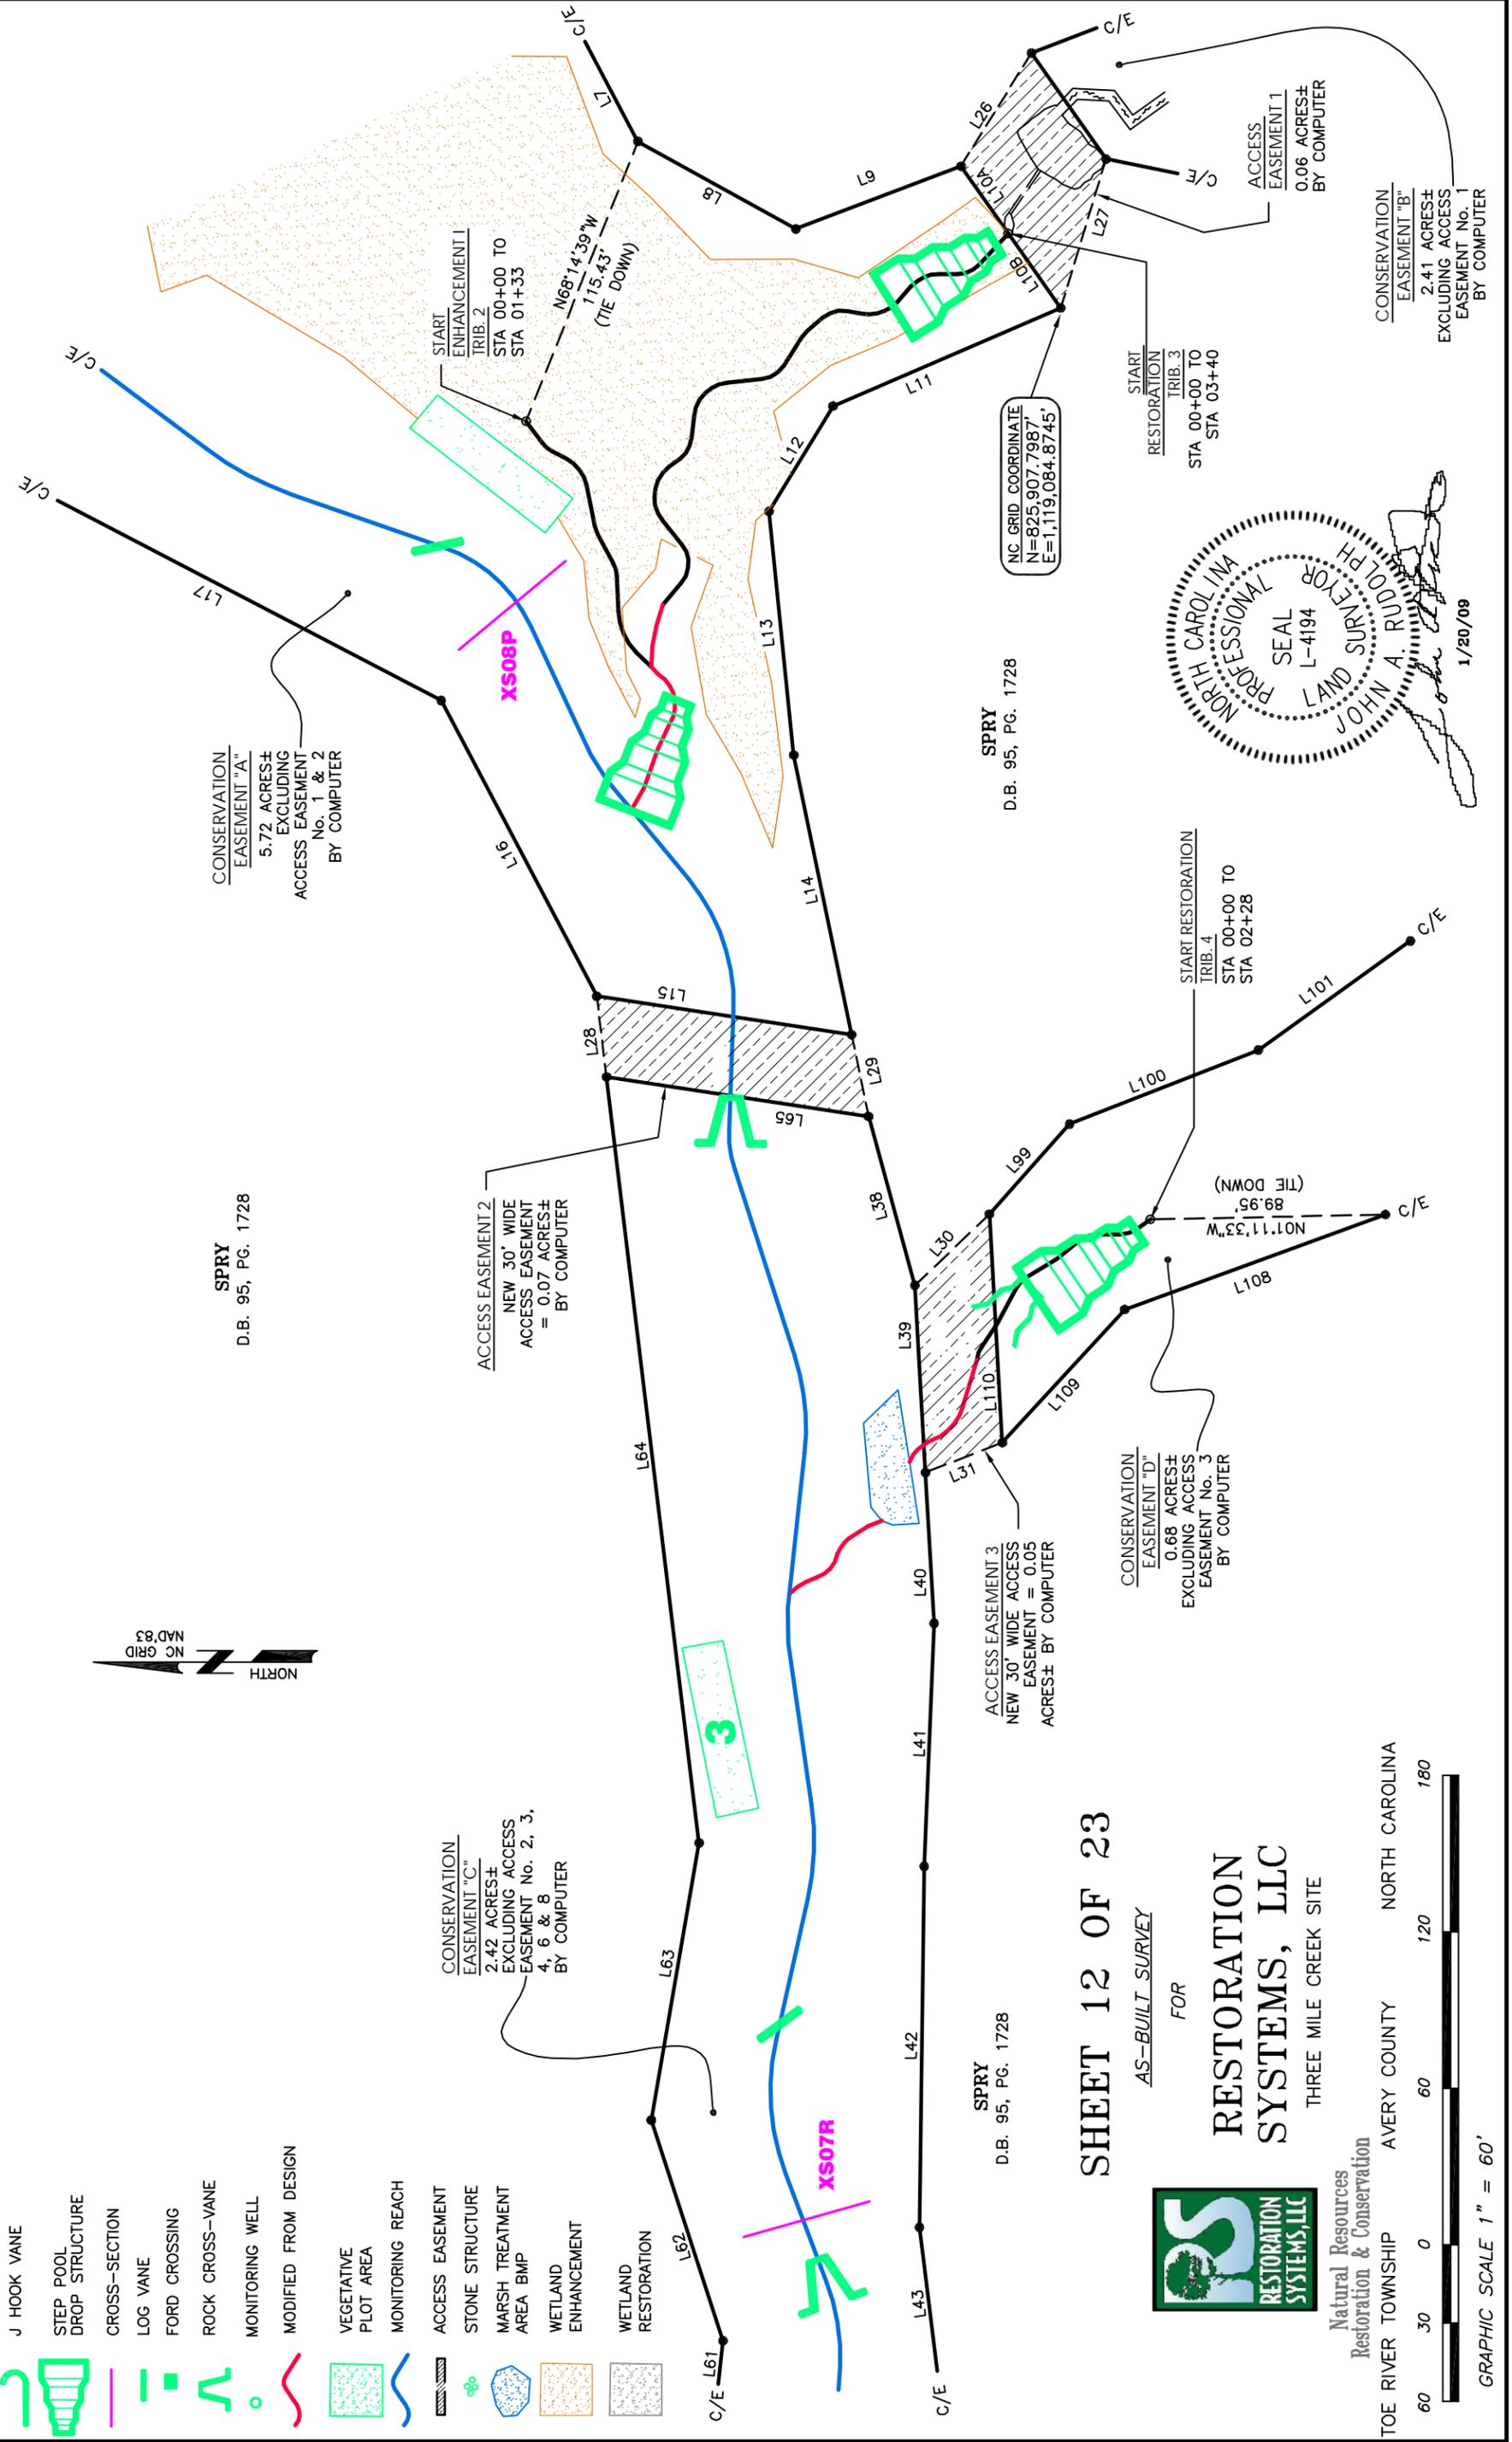 J HOOK VANE
STEP POOL
DROP STRUCTURE
CROSS-SECTION
LOG VANE
FORD CROSSING
ROCK CROSS-VANE
MONITORING WELL
MODIFIED FROM DESIGN
VEGETATIVE
PLOT AREA
MONITORING REACH
ACCESS EASEMENT
STONE STRUCTURE
MARSH TREATMENT
AREA BMP
WETLAND
ENHANCEMENT
WETLAND
RESTORATION
NORTH
NC GRID
NAD'83
SPRY
D.B. 95, PG. 1728
CONSERVATION
EASEMENT "A"
5.72 ACRES±
EXCLUDING
ACCESS EASEMENT
No. 1 & 2
BY COMPUTER
C/E
C/E
C/E
L17
L16
L7
L8
L9
START
ENHANCEMENT I
TRIB. 2
STA 00+00 TO
STA 01+33
N68°14'39"W
115.43'
(TIE DOWN)
XS08P
CONSERVATION
EASEMENT "C"
2.42 ACRES±
EXCLUDING ACCESS
EASEMENT No. 2, 3,
4, 6 & 8
BY COMPUTER
ACCESS EASEMENT 2
NEW 30' WIDE
ACCESS EASEMENT
= 0.07 ACRES±
BY COMPUTER
L28
L15
L65
L29
L64
L63
L62
L61
C/E
3
XS07R
L14
L13
L12
L11
L10A
L10B
L26
L27
C/E
C/E
ACCESS
EASEMENT 1
0.06 ACRES±
BY COMPUTER
CONSERVATION
EASEMENT "B"
2.41 ACRES±
EXCLUDING ACCESS
EASEMENT No. 1
BY COMPUTER
START
RESTORATION
TRIB. 3
STA 00+00 TO
STA 03+40
NC GRID COORDINATE
N=825,907.7987'
E=1,119,084.8745'
L43
L42
L41
L40
L39
L38
C/E
L30
L31
L110
L109
L108
L99
L100
L101
C/E
C/E
N01°11'33"W
89.95'
(TIE DOWN)
START RESTORATION
TRIB. 4
STA 00+00 TO
STA 02+28
ACCESS EASEMENT 3
NEW 30' WIDE ACCESS
EASEMENT = 0.05
ACRES± BY COMPUTER
CONSERVATION
EASEMENT "D"
0.68 ACRES±
EXCLUDING ACCESS
EASEMENT No. 3
BY COMPUTER
SPRY
D.B. 95, PG. 1728
SPRY
D.B. 95, PG. 1728
NORTH CAROLINA
PROFESSIONAL
SEAL
L-4194
LAND SURVEYOR
JOHN A. RUDOLPH
1/20/09
SHEET 12 OF 23
AS-BUILT SURVEY
FOR
RESTORATION
SYSTEMS, LLC
THREE MILE CREEK SITE
RS
RESTORATION
SYSTEMS, LLC
Natural Resources
Restoration & Conservation
TOE RIVER TOWNSHIP AVERY COUNTY NORTH CAROLINA
60 30 0 60 120 180
GRAPHIC SCALE 1" = 60'